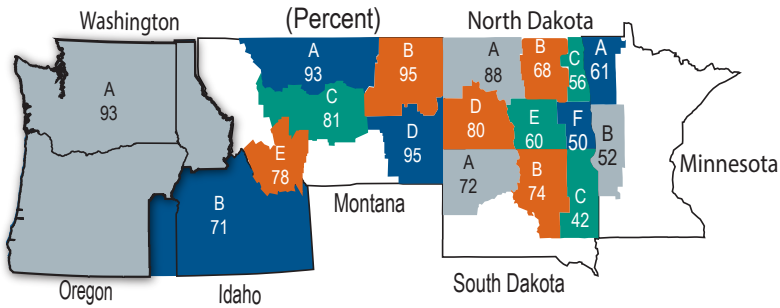 Washington
(Percent)
North Dakota
A
93
A
93
B
95
A
88
B
68
C
56
A
61
C
81
D
95
D
80
E
60
F
50
B
52
E
78
A
72
B
74
C
42
B
71
Minnesota
Montana
South Dakota
Oregon
Idaho